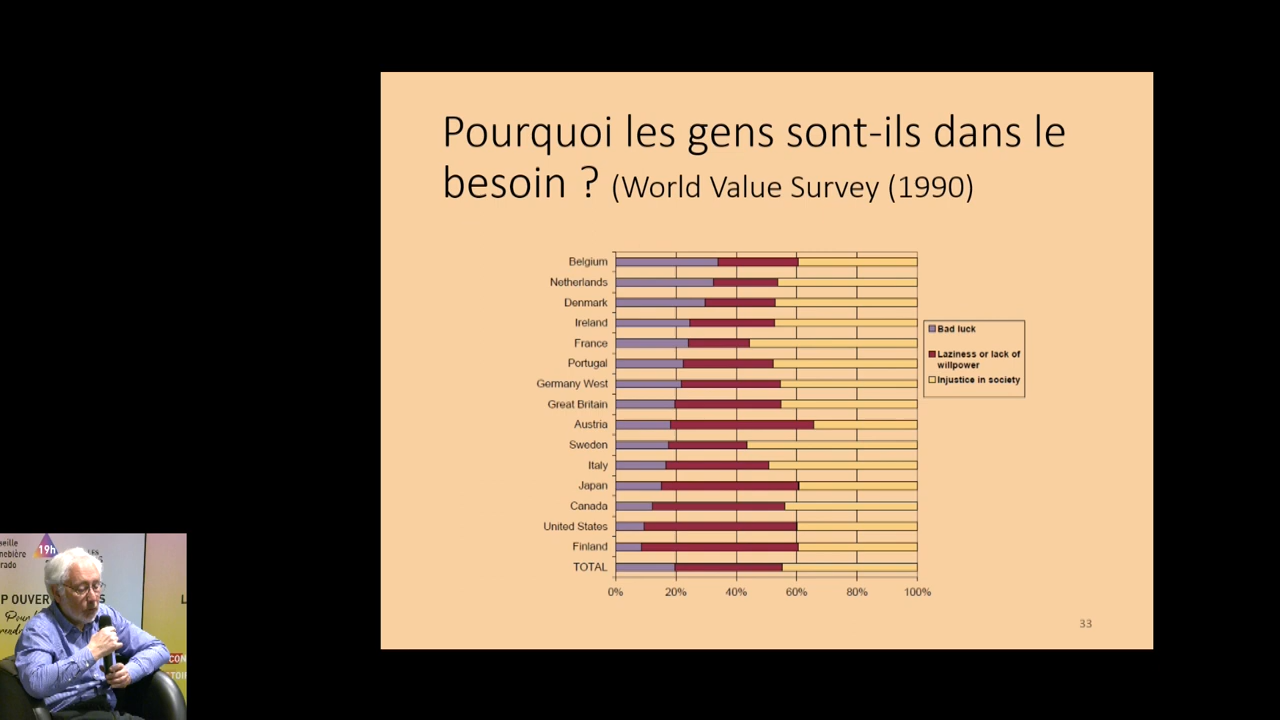 Pourquoi les gens sont-ils dans le
besoin ? (World Value Survey (1990)
Belgium
Netherlands
Denmark
Ireland
France
Portugal
Germany West
Great Britain
Austria
Sweden
Italy
Japan
Canada
United States
Finland
TOTAL
0% 20% 40% 60% 80% 100%
Bad luck
Laziness or lack of
willpower
Injustice in society
33
19h